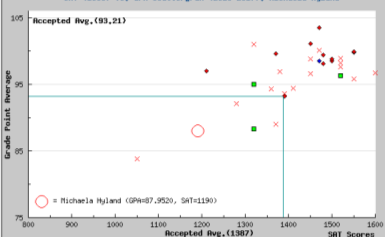 105
Accepted Avg,(93,21)
95
Grade Point Average
85
= Michaela Hyland (GPA=87.9520, SAT=1190)
75
800 900 1000 1100 1200 1300 1400 1500 1600
Accepted Avg,(1387)
SAT Scores